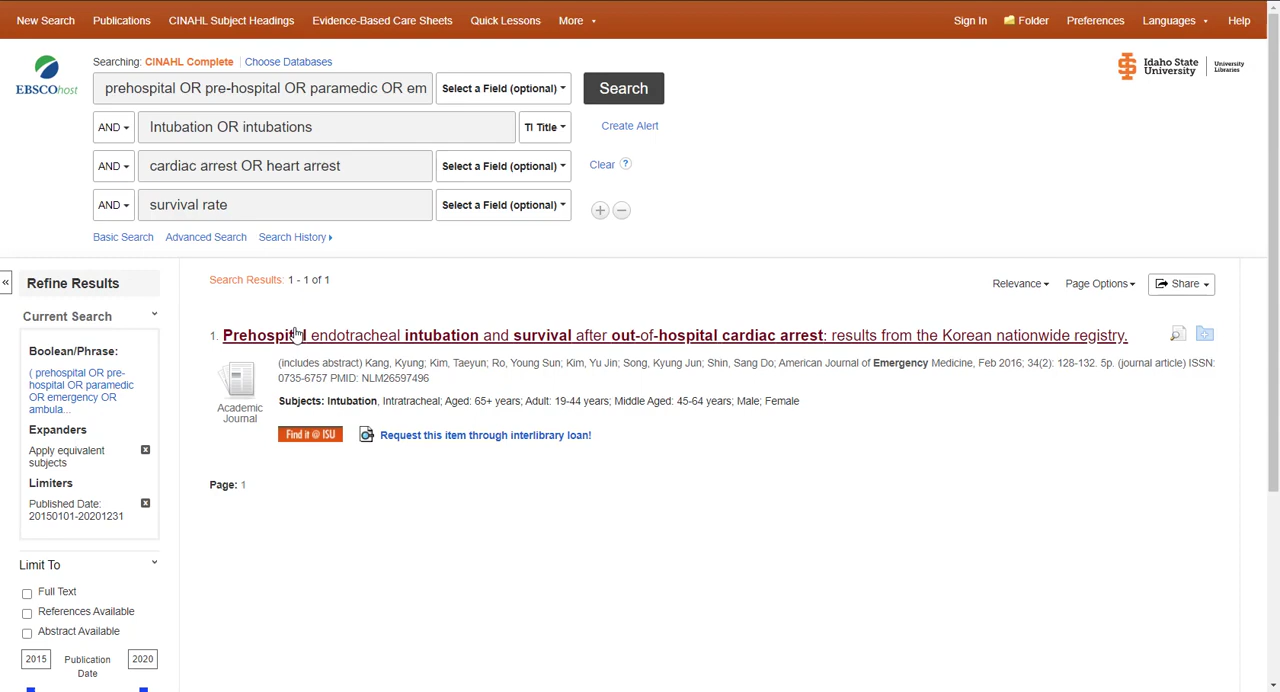 New Search Publications CINAHL Subject Headings Evidence-Based Care Sheets Quick Lessons More Sign In Folder Preferences Languages Help
Searching: CINAHL Complete Choose Databases
EBSCOhost
Idaho State University University Libraries
prehospital OR pre-hospital OR paramedic OR em Select a Field (optional) Search
AND Intubation OR intubations TI Title Create Alert
AND cardiac arrest OR heart arrest Select a Field (optional) Clear ?
AND survival rate Select a Field (optional) + −
Basic Search Advanced Search Search History
«
Refine Results
Current Search
Boolean/Phrase:
( prehospital OR pre-
hospital OR paramedic
OR emergency OR
ambula...
Expanders
Apply equivalent
subjects
Limiters
Published Date:
20150101-20201231
Limit To
Full Text
References Available
Abstract Available
2015 Publication Date 2020
Search Results: 1 - 1 of 1 Relevance Page Options Share
1. Prehospital endotracheal intubation and survival after out-of-hospital cardiac arrest: results from the Korean nationwide registry.
(includes abstract) Kang, Kyung; Kim, Taeyun; Ro, Young Sun; Kim, Yu Jin; Song, Kyung Jun; Shin, Sang Do; American Journal of Emergency Medicine, Feb 2016; 34(2): 128-132. 5p. (journal article) ISSN:
0735-6757 PMID: NLM26597496
Academic
Journal
Subjects: Intubation, Intratracheal; Aged: 65+ years; Adult: 19-44 years; Middle Aged: 45-64 years; Male; Female
Find it @ ISU Request this item through interlibrary loan!
Page: 1